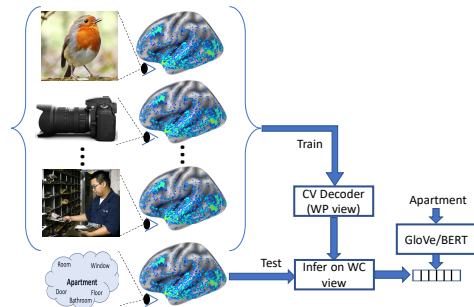 Train
CV Decoder
(WP view)
Apartment
GloVe/BERT
Room
Window
Apartment
Door
Floor
Bathroom
Test
Infer on WC
view